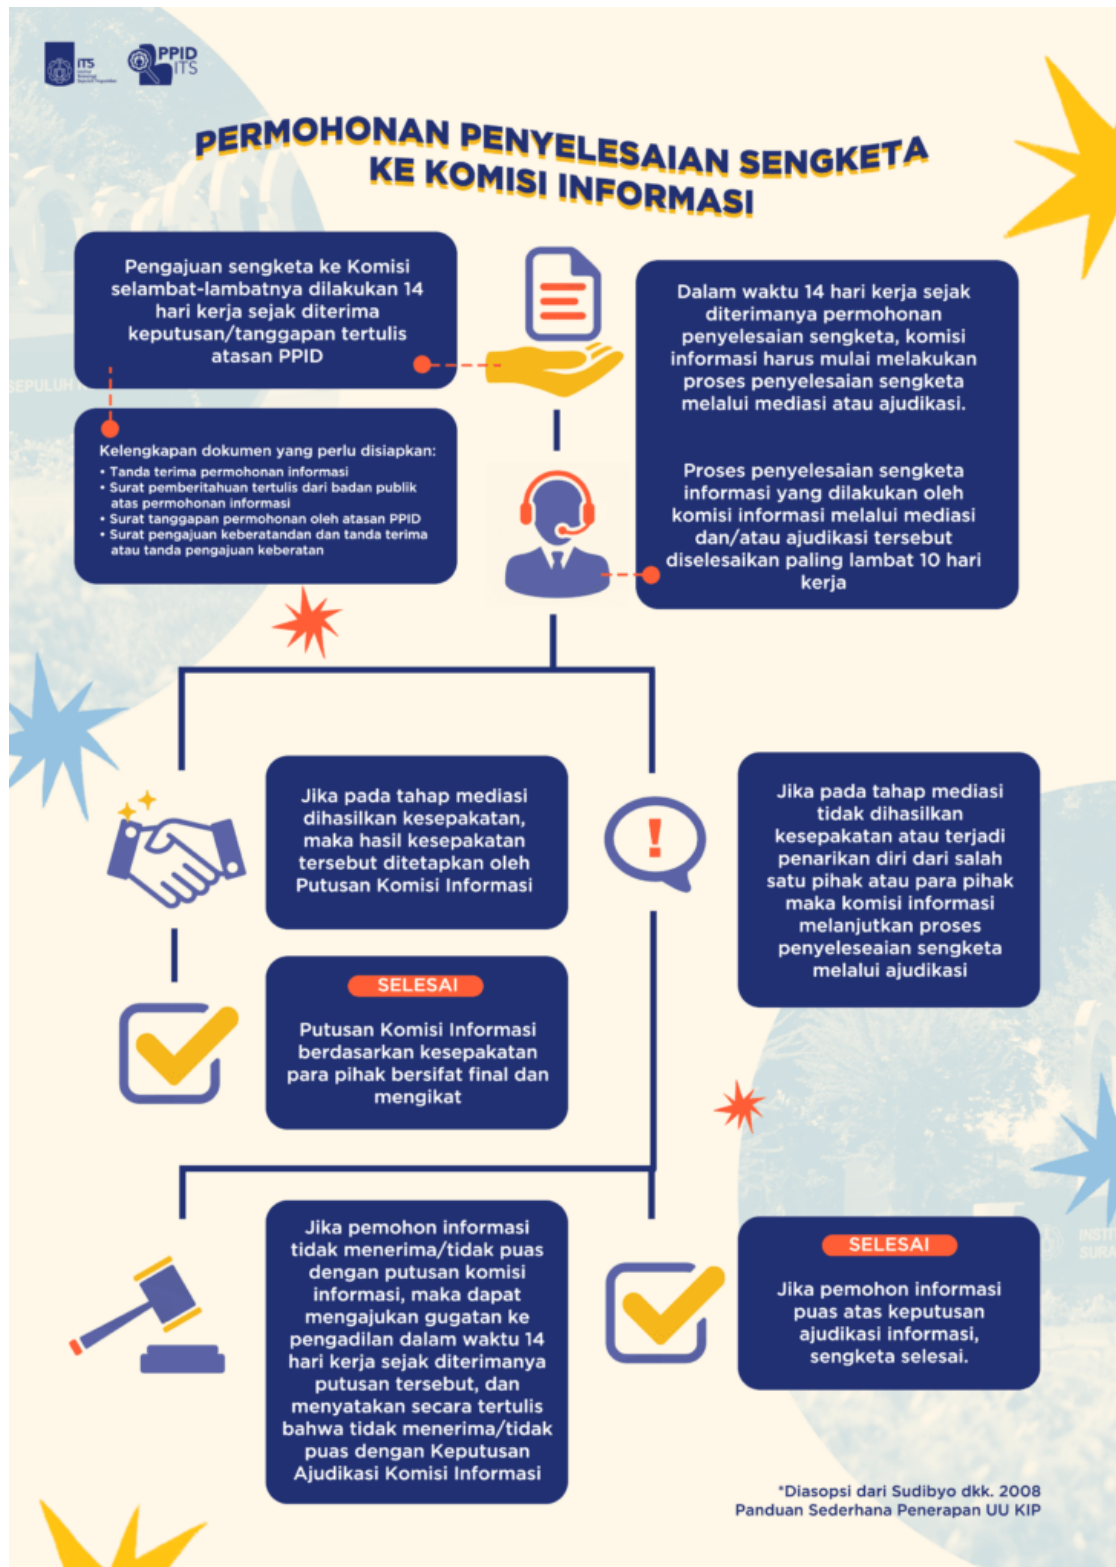 ITS
Institut
Teknologi
Sepuluh Nopember
PPID
ITS
PERMOHONAN PENYELESAIAN SENGKETA
KE KOMISI INFORMASI
Pengajuan sengketa ke Komisi
selambat-lambatnya dilakukan 14
hari kerja sejak diterima
keputusan/tanggapan tertulis
atasan PPID
Kelengkapan dokumen yang perlu disiapkan:
• Tanda terima permohonan informasi
• Surat pemberitahuan tertulis dari badan publik
atas permohonan informasi
• Surat tanggapan permohonan oleh atasan PPID
• Surat pengajuan keberatandan tanda terima
atau tanda pengajuan keberatan
Dalam waktu 14 hari kerja sejak
diterimanya permohonan
penyelesaian sengketa, komisi
informasi harus mulai melakukan
proses penyelesaian sengketa
melalui mediasi atau ajudikasi.
Proses penyelesaian sengketa
informasi yang dilakukan oleh
komisi informasi melalui mediasi
dan/atau ajudikasi tersebut
diselesaikan paling lambat 10 hari
kerja
Jika pada tahap mediasi
dihasilkan kesepakatan,
maka hasil kesepakatan
tersebut ditetapkan oleh
Putusan Komisi Informasi
SELESAI
Putusan Komisi Informasi
berdasarkan kesepakatan
para pihak bersifat final dan
mengikat
Jika pada tahap mediasi
tidak dihasilkan
kesepakatan atau terjadi
penarikan diri dari salah
satu pihak atau para pihak
maka komisi informasi
melanjutkan proses
penyeleseaian sengketa
melalui ajudikasi
Jika pemohon informasi
tidak menerima/tidak puas
dengan putusan komisi
informasi, maka dapat
mengajukan gugatan ke
pengadilan dalam waktu 14
hari kerja sejak diterimanya
putusan tersebut, dan
menyatakan secara tertulis
bahwa tidak menerima/tidak
puas dengan Keputusan
Ajudikasi Komisi Informasi
SELESAI
Jika pemohon informasi
puas atas keputusan
ajudikasi informasi,
sengketa selesai.
*Diasopsi dari Sudibyo dkk. 2008
Panduan Sederhana Penerapan UU KIP